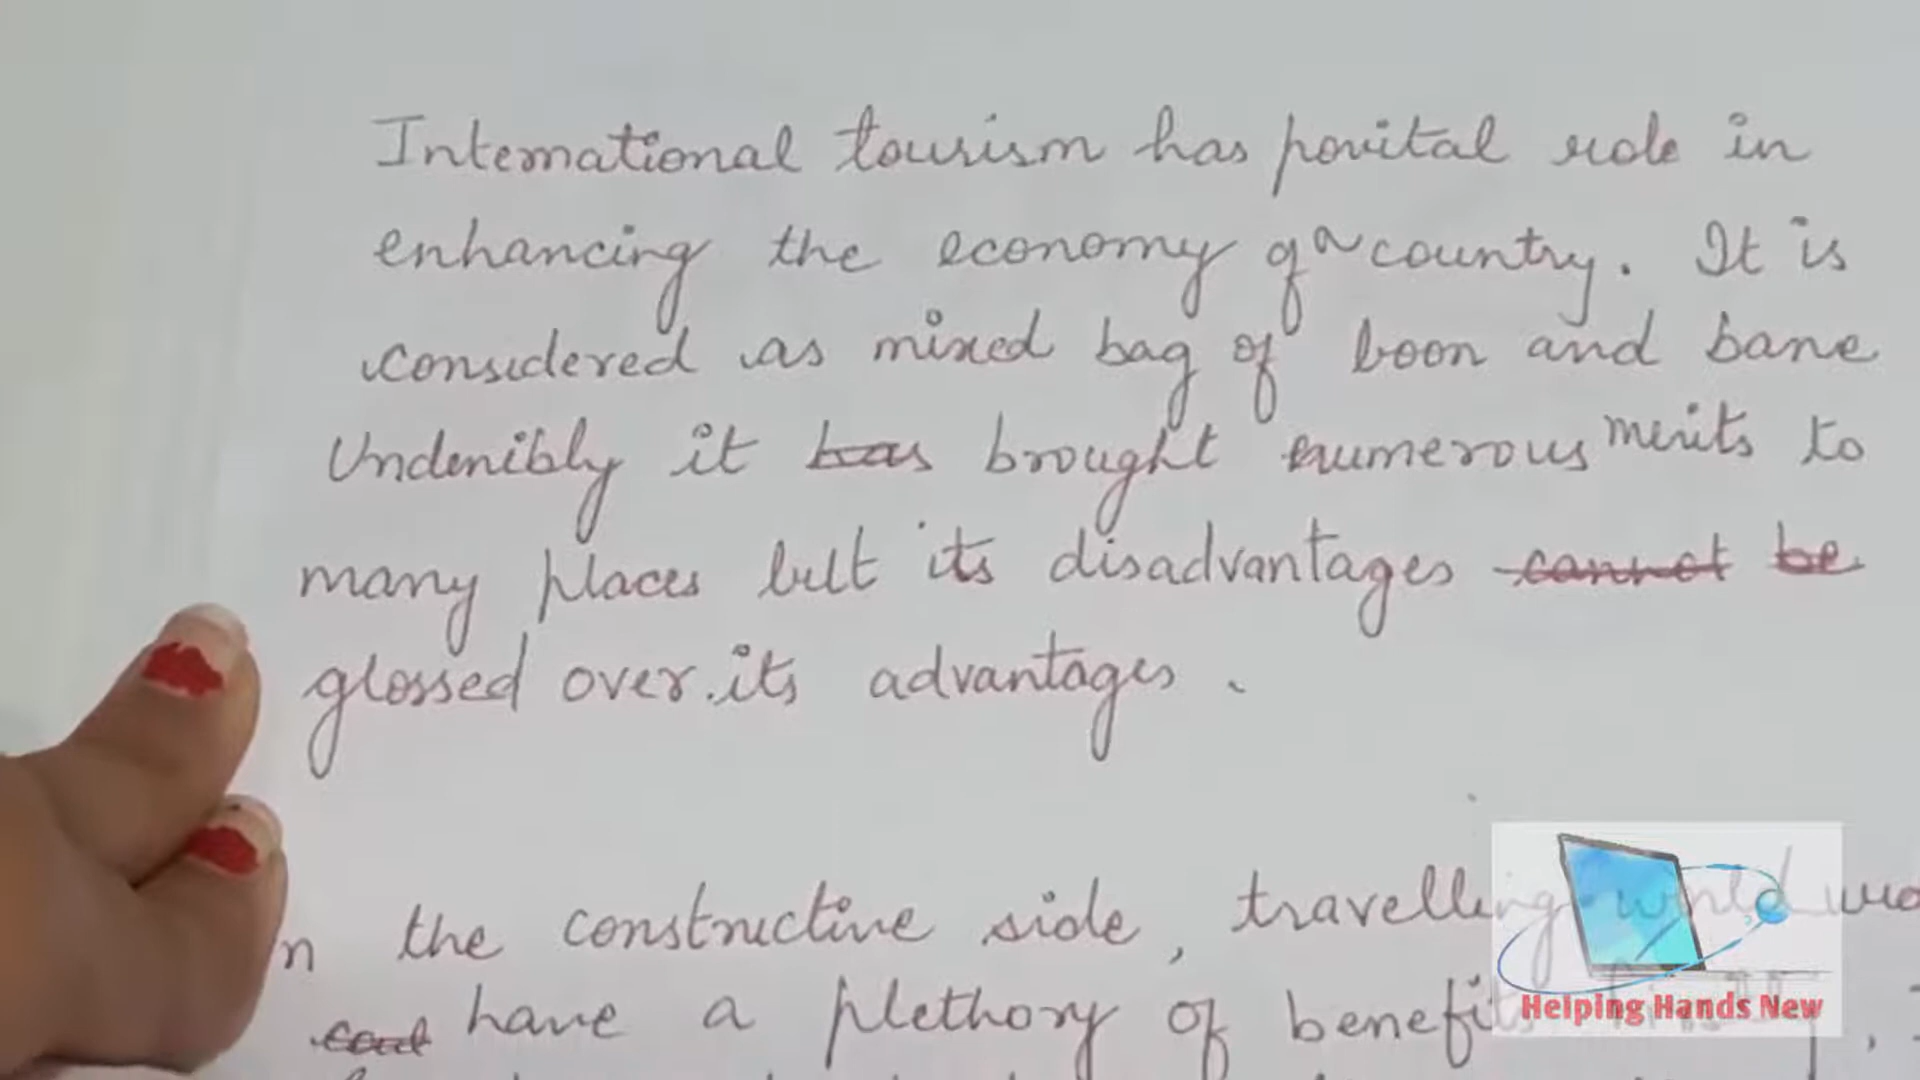 International tourism has povital role in
enhancing the economy of a country. It is
considered as mixed bag of boon and bane
Undenibly it has brought numerous merits to
many places but its disadvantages cannot be
glossed over its advantages.
n the constructive side, travelling world
have a plethory of benefits
Helping Hands New